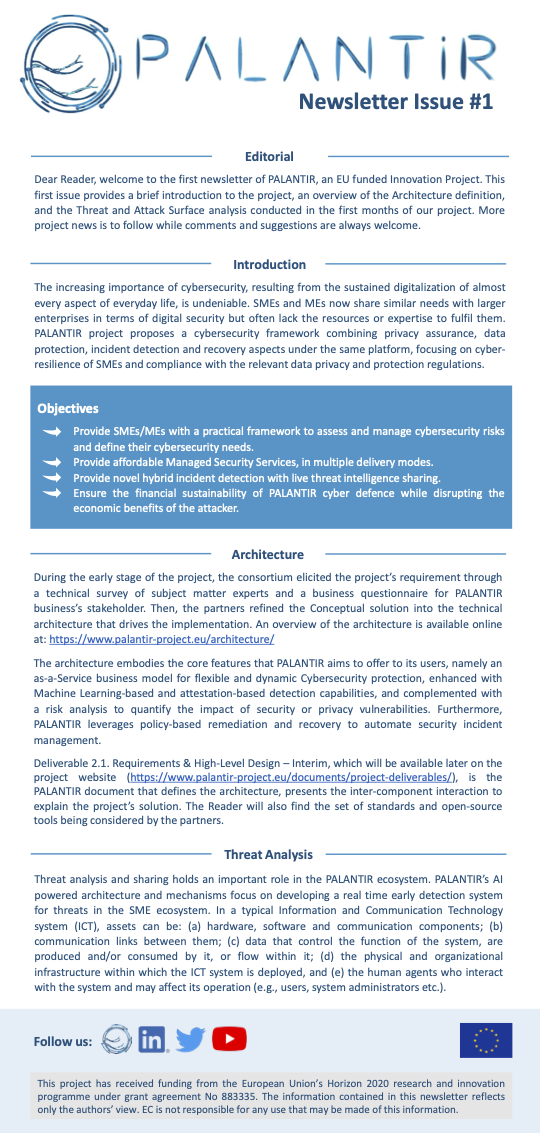 PALANTiR
Newsletter Issue #1
Editorial
Dear Reader, welcome to the first newsletter of PALANTIR, an EU funded Innovation Project. This
first issue provides a brief introduction to the project, an overview of the Architecture definition,
and the Threat and Attack Surface analysis conducted in the first months of our project. More
project news is to follow while comments and suggestions are always welcome.
Introduction
The increasing importance of cybersecurity, resulting from the sustained digitalization of almost
every aspect of everyday life, is undeniable. SMEs and MEs now share similar needs with larger
enterprises in terms of digital security but often lack the resources or expertise to fulfil them.
PALANTIR project proposes a cybersecurity framework combining privacy assurance, data
protection, incident detection and recovery aspects under the same platform, focusing on cyber-
resilience of SMEs and compliance with the relevant data privacy and protection regulations.
Objectives
Provide SMEs/MEs with a practical framework to assess and manage cybersecurity risks
and define their cybersecurity needs.
Provide affordable Managed Security Services, in multiple delivery modes.
Provide novel hybrid incident detection with live threat intelligence sharing.
Ensure the financial sustainability of PALANTIR cyber defence while disrupting the
economic benefits of the attacker.
Architecture
During the early stage of the project, the consortium elicited the project's requirement through
a technical survey of subject matter experts and a business questionnaire for PALANTIR
business's stakeholder. Then, the partners refined the Conceptual solution into the technical
architecture that drives the implementation. An overview of the architecture is available online
at: https://www.palantir-project.eu/architecture/
The architecture embodies the core features that PALANTIR aims to offer to its users, namely an
as-a-Service business model for flexible and dynamic Cybersecurity protection, enhanced with
Machine Learning-based and attestation-based detection capabilities, and complemented with
a risk analysis to quantify the impact of security or privacy vulnerabilities. Furthermore,
PALANTIR leverages policy-based remediation and recovery to automate security incident
management.
Deliverable 2.1. Requirements & High-Level Design – Interim, which will be available later on the
project website (https://www.palantir-project.eu/documents/project-deliverables/), is the
PALANTIR document that defines the architecture, presents the inter-component interaction to
explain the project's solution. The Reader will also find the set of standards and open-source
tools being considered by the partners.
Threat Analysis
Threat analysis and sharing holds an important role in the PALANTIR ecosystem. PALANTIR's AI
powered architecture and mechanisms focus on developing a real time early detection system
for threats in the SME ecosystem. In a typical Information and Communication Technology
system (ICT), assets can be: (a) hardware, software and communication components; (b)
communication links between them; (c) data that control the function of the system, are
produced and/or consumed by it, or flow within it; (d) the physical and organizational
infrastructure within which the ICT system is deployed, and (e) the human agents who interact
with the system and may affect its operation (e.g., users, system administrators etc.).
Follow us:
in
This project has received funding from the European Union's Horizon 2020 research and innovation
programme under grant agreement No 883335. The information contained in this newsletter reflects
only the authors' view. EC is not responsible for any use that may be made of this information.